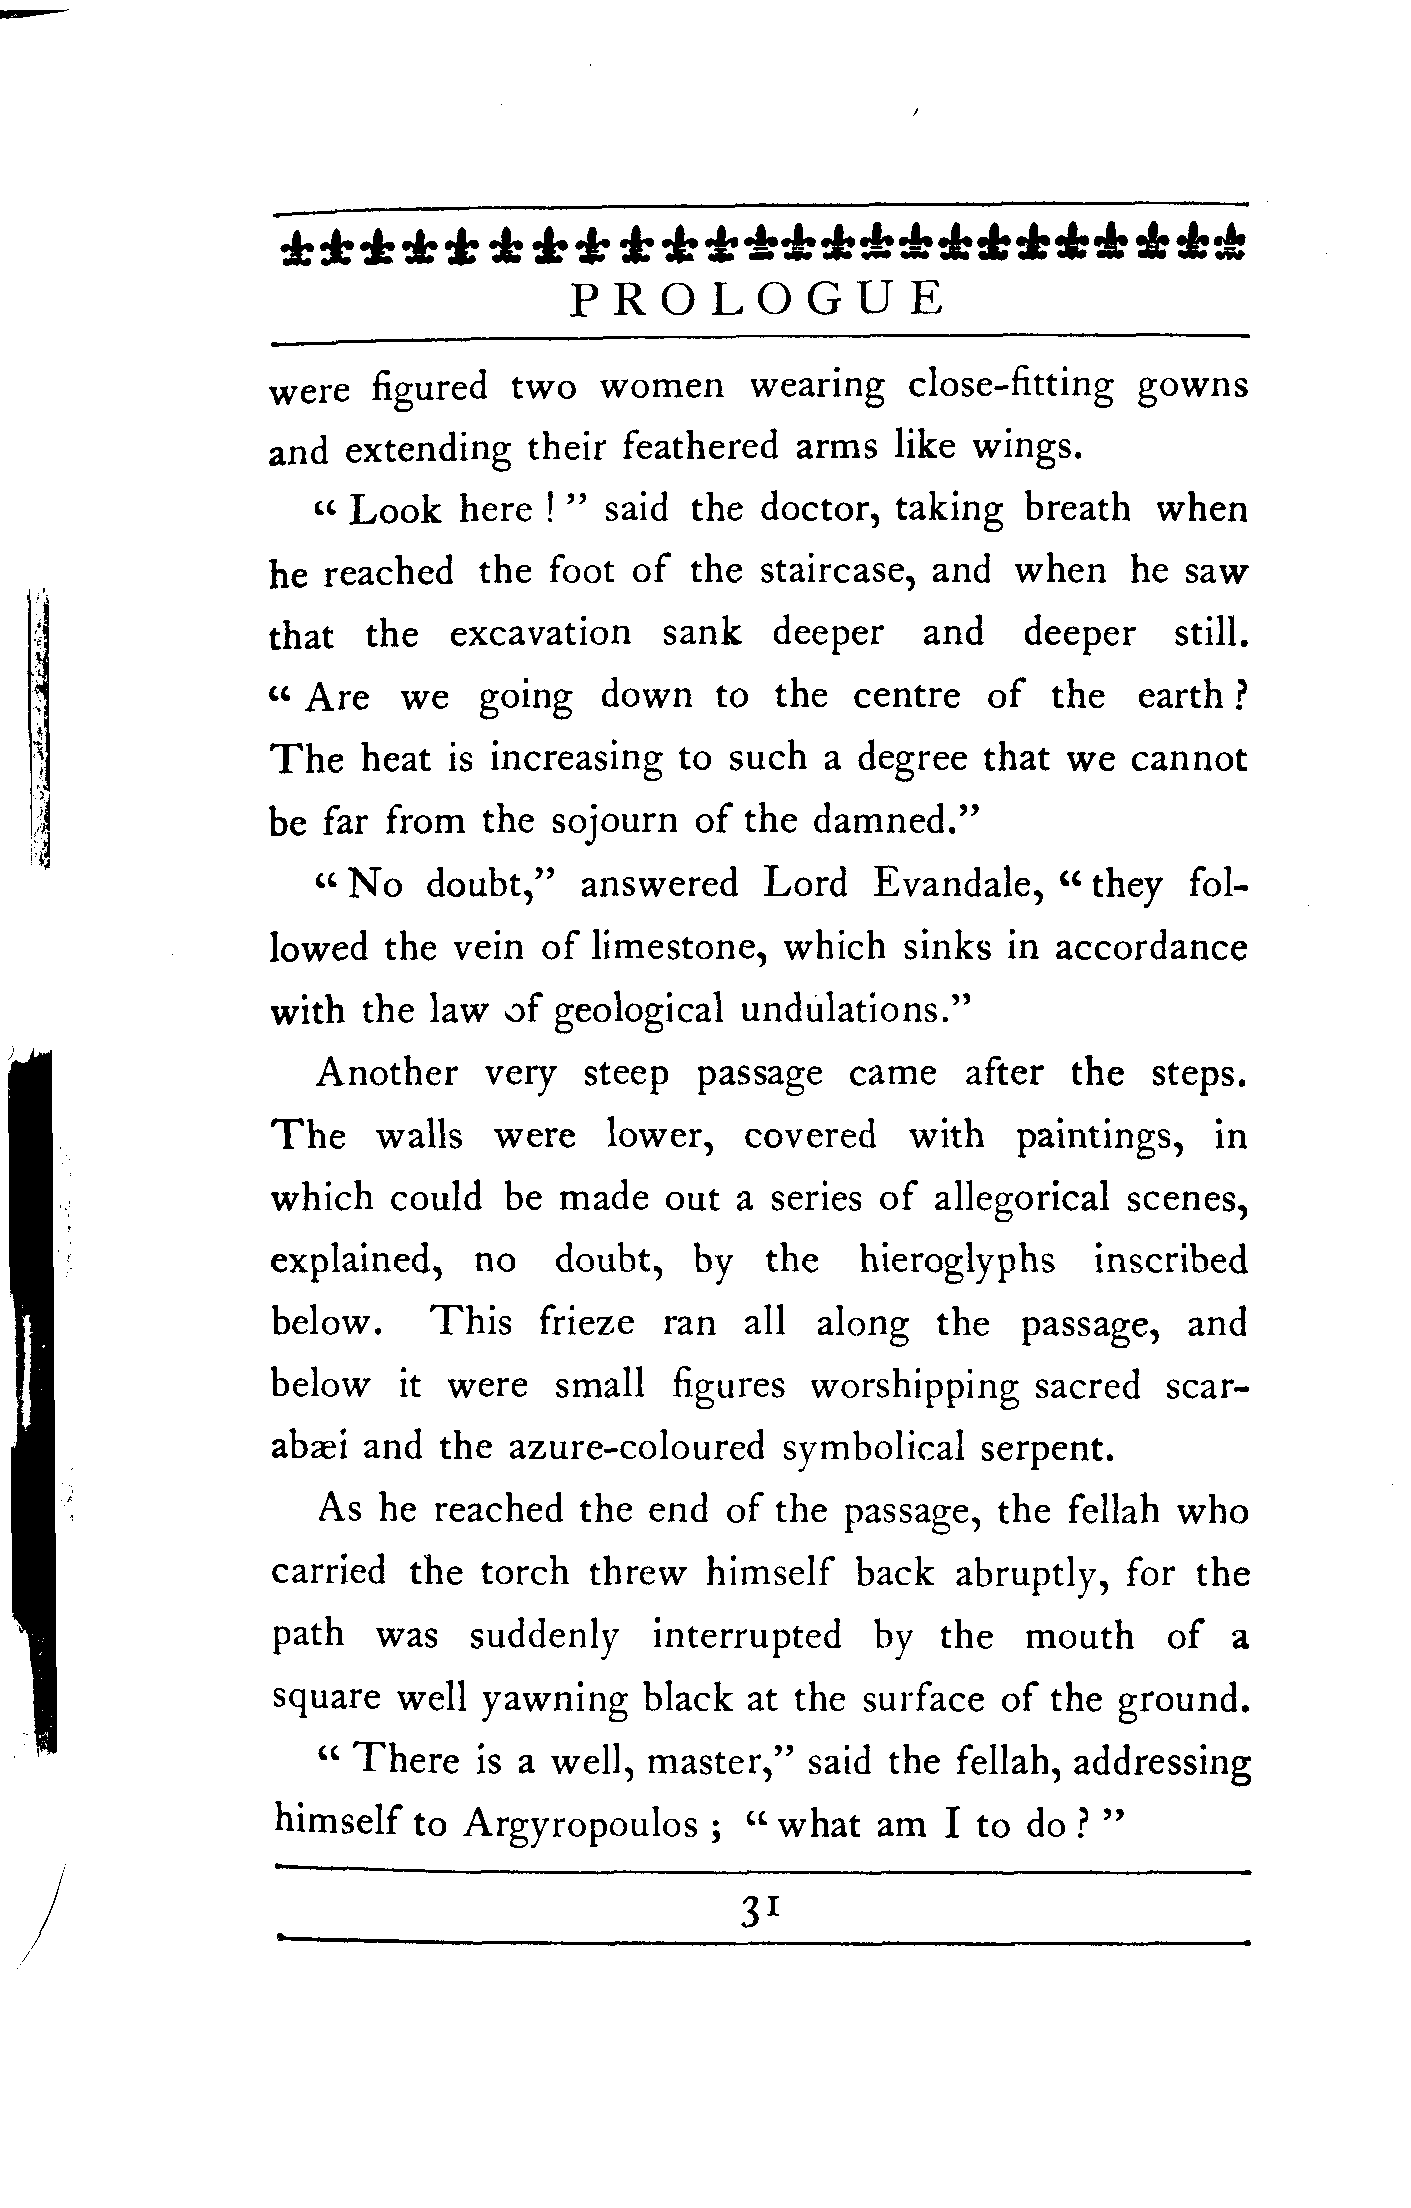 PROLOGUE
were figured two women wearing close-fitting gowns
and extending their feathered arms like wings.
“ Look here ! ” said the doctor, taking breath when
he reached the foot of the staircase, and when he saw
that the excavation sank deeper and deeper still.
“ Are we going down to the centre of the earth ?
The heat is increasing to such a degree that we cannot
be far from the sojourn of the damned.”
“ No doubt,” answered Lord Evandale, “ they fol-
lowed the vein of limestone, which sinks in accordance
with the law of geological undulations.”
Another very steep passage came after the steps.
The walls were lower, covered with paintings, in
which could be made out a series of allegorical scenes,
explained, no doubt, by the hieroglyphs inscribed
below. This frieze ran all along the passage, and
below it were small figures worshipping sacred scar-
abæi and the azure-coloured symbolical serpent.
As he reached the end of the passage, the fellah who
carried the torch threw himself back abruptly, for the
path was suddenly interrupted by the mouth of a
square well yawning black at the surface of the ground.
“ There is a well, master,” said the fellah, addressing
himself to Argyropoulos ; “ what am I to do ? ”
31